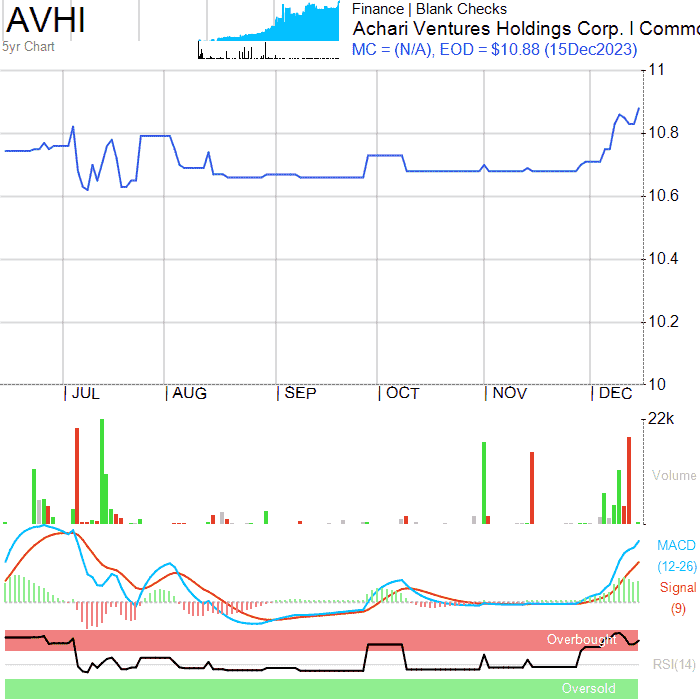 AVHI
5yr Chart
Finance | Blank Checks
Achari Ventures Holdings Corp. I Commo
MC = (N/A), EOD = $10.88 (15Dec2023)
11
10.8
10.6
10.4
10.2
10
JUL AUG SEP OCT NOV DEC
22k
Volume
MACD
(12-26)
Signal
(9)
Overbought
RSI(14)
Oversold